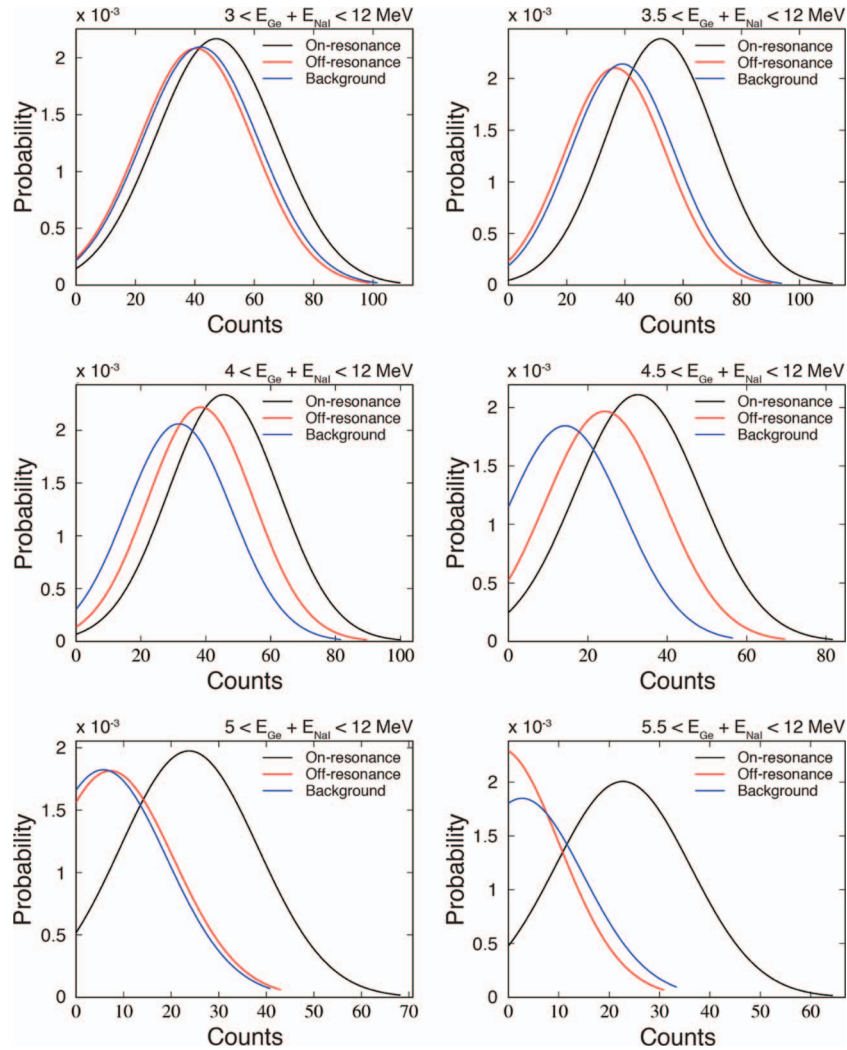 x 10⁻³ 3 < E_Ge + E_NaI < 12 MeV
On-resonance
Off-resonance
Background
2
1.5
1
0.5
0
Probability
0 20 40 60 80 100
Counts
x 10⁻³ 3.5 < E_Ge + E_NaI < 12 MeV
On-resonance
Off-resonance
Background
2
1.5
1
0.5
0
Probability
0 20 40 60 80 100
Counts
x 10⁻³ 4 < E_Ge + E_NaI < 12 MeV
On-resonance
Off-resonance
Background
2
1.5
1
0.5
0
Probability
0 20 40 60 80 100
Counts
x 10⁻³ 4.5 < E_Ge + E_NaI < 12 MeV
On-resonance
Off-resonance
Background
2
1.5
1
0.5
0
Probability
0 20 40 60 80
Counts
x 10⁻³ 5 < E_Ge + E_NaI < 12 MeV
On-resonance
Off-resonance
Background
2
1.5
1
0.5
0
Probability
0 10 20 30 40 50 60 70
Counts
x 10⁻³ 5.5 < E_Ge + E_NaI < 12 MeV
On-resonance
Off-resonance
Background
2.5
2
1.5
1
0.5
0
Probability
0 10 20 30 40 50 60
Counts